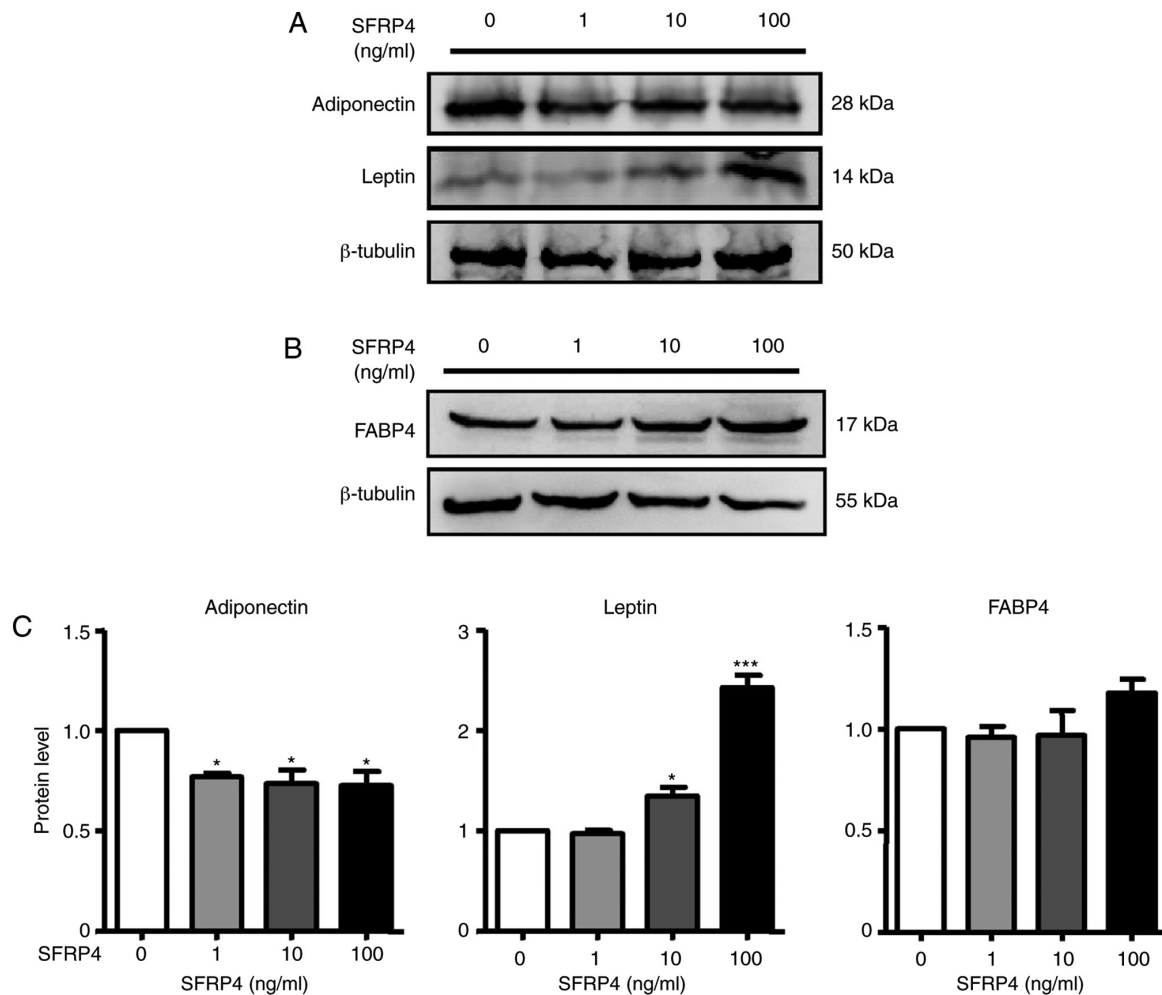 A
SFRP4 (ng/ml) 0 1 10 100
Adiponectin 28 kDa
Leptin 14 kDa
β-tubulin 50 kDa
B
SFRP4 (ng/ml) 0 1 10 100
FABP4 17 kDa
β-tubulin 55 kDa
C
Adiponectin
Protein level
1.5
1.0
0.5
0
* * *
SFRP4 0 1 10 100
SFRP4 (ng/ml)
Leptin
3
2
1
0
* ***
0 1 10 100
SFRP4 (ng/ml)
FABP4
1.5
1.0
0.5
0
0 1 10 100
SFRP4 (ng/ml)